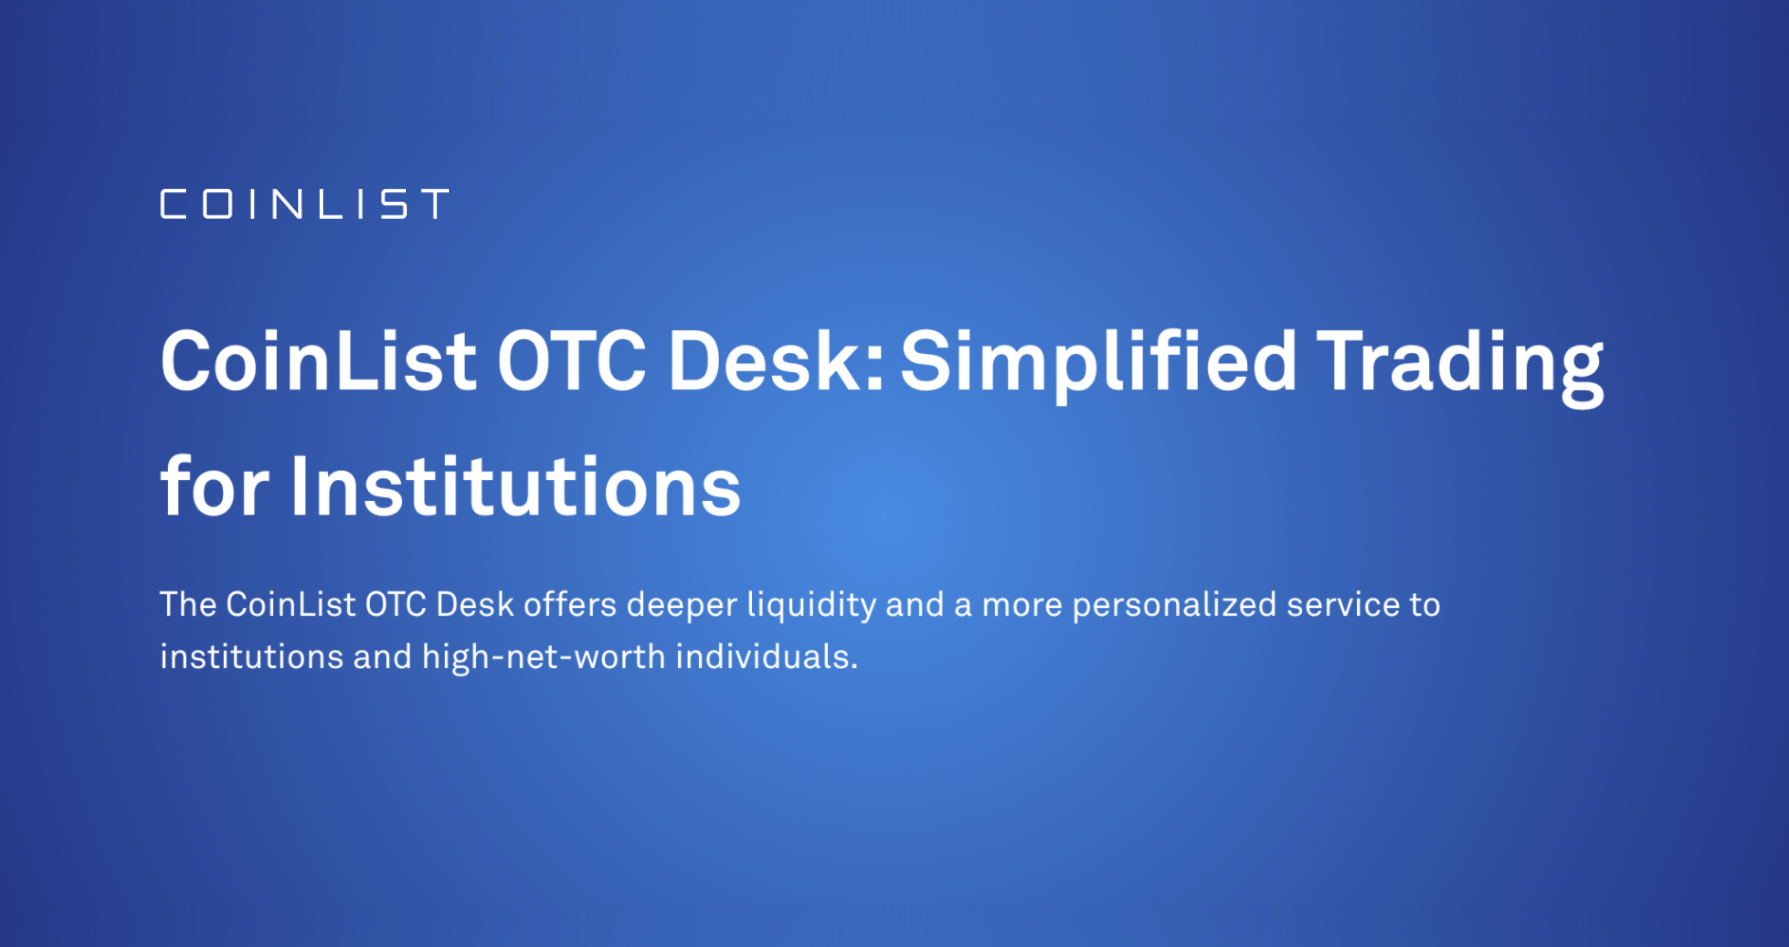 COINLIST
CoinList OTC Desk: Simplified Trading
for Institutions
The CoinList OTC Desk offers deeper liquidity and a more personalized service to
institutions and high-net-worth individuals.